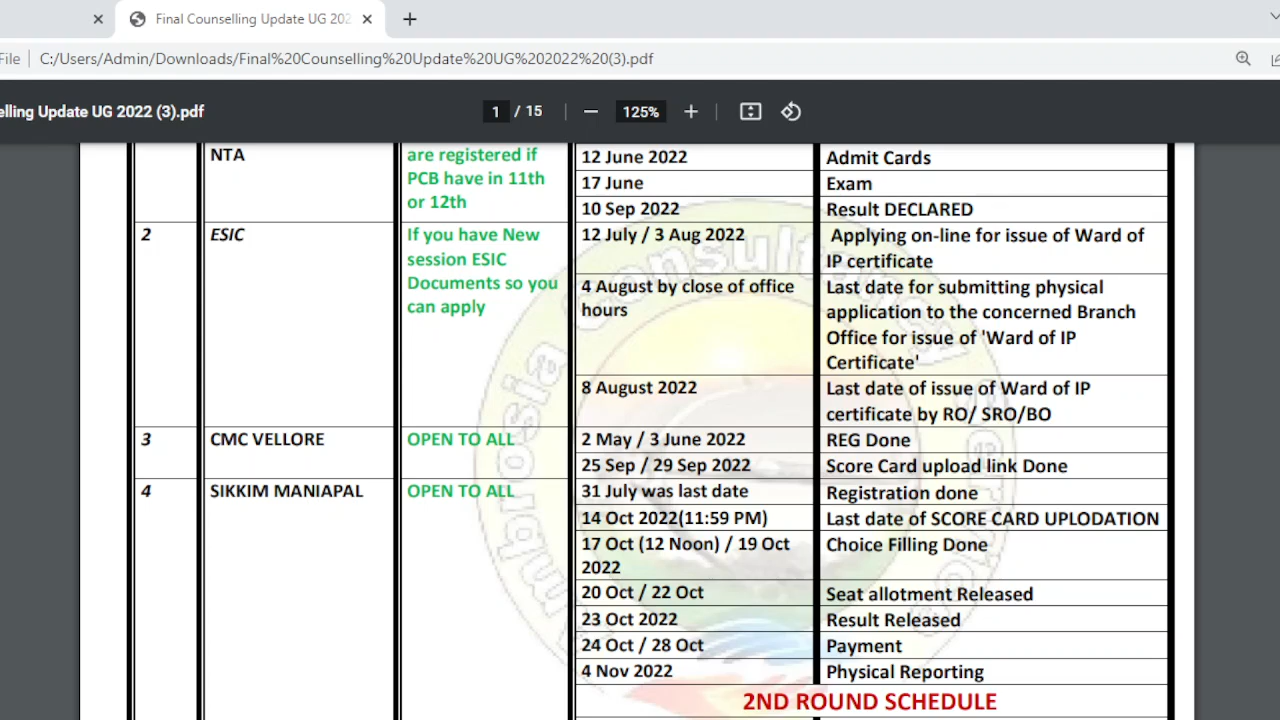 Final Counselling Update UG 202
File
C:/Users/Admin/Downloads/Final%20Counselling%20Update%20UG%202022%20(3).pdf
elling Update UG 2022 (3).pdf
1 / 15
125%
NTA
are registered if
PCB have in 11th
or 12th
12 June 2022
Admit Cards
17 June
Exam
10 Sep 2022
Result DECLARED
2
ESIC
If you have New
session ESIC
Documents so you
can apply
12 July / 3 Aug 2022
Applying on-line for issue of Ward of
IP certificate
4 August by close of office
hours
Last date for submitting physical
application to the concerned Branch
Office for issue of 'Ward of IP
Certificate'
8 August 2022
Last date of issue of Ward of IP
certificate by RO/ SRO/BO
3
CMC VELLORE
OPEN TO ALL
2 May / 3 June 2022
REG Done
25 Sep / 29 Sep 2022
Score Card upload link Done
4
SIKKIM MANIAPAL
OPEN TO ALL
31 July was last date
Registration done
14 Oct 2022(11:59 PM)
Last date of SCORE CARD UPLODATION
17 Oct (12 Noon) / 19 Oct
2022
Choice Filling Done
20 Oct / 22 Oct
Seat allotment Released
23 Oct 2022
Result Released
24 Oct / 28 Oct
Payment
4 Nov 2022
Physical Reporting
2ND ROUND SCHEDULE
Ambrosia Consultancy Services